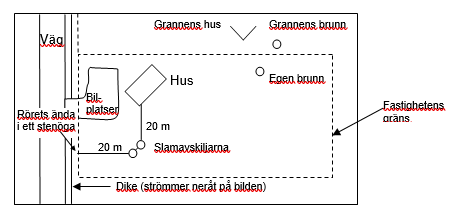 Grannens hus
Grannens brunn
Väg
Hus
Egen brunn
Bil-
platser
Fastighetens
gräns.
Rörets ända
i ett stenöga
20 m
20 m
Slamavskiljarna
Dike (strömmer neråt på bilden)